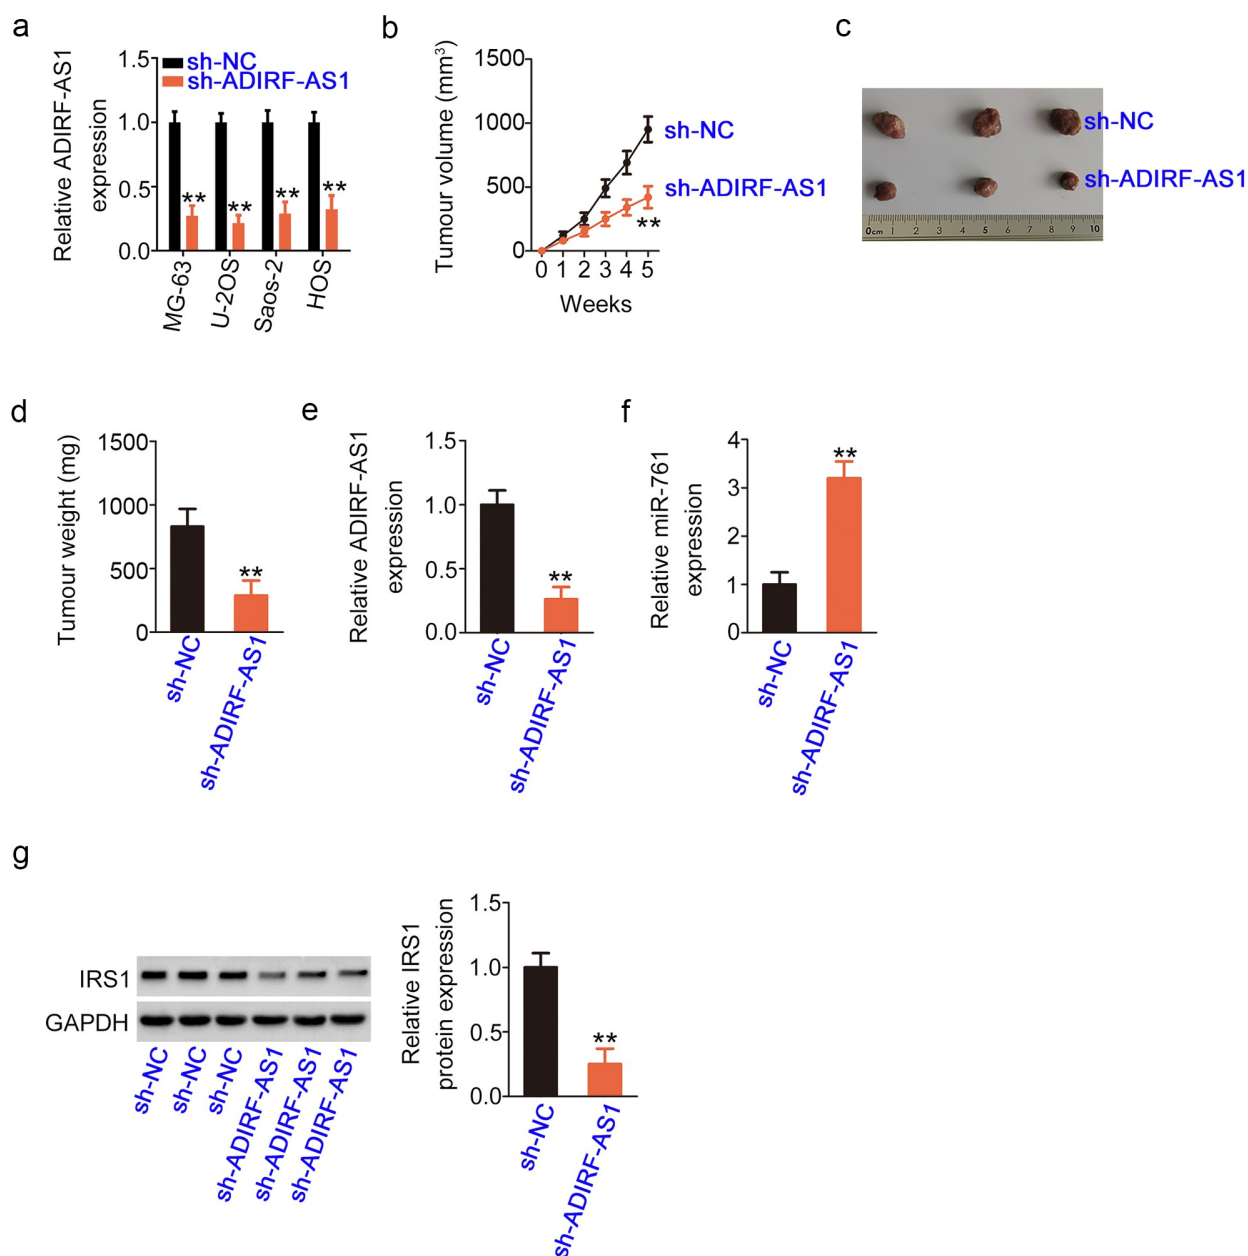 a
Relative ADIRF-AS1
expression
1.5
1.0
0.5
0.0
sh-NC
sh-ADIRF-AS1
**
**
**
**
MG-63
U-2OS
Saos-2
HOS
b
Tumour volume (mm³)
1500
1000
500
0
sh-NC
sh-ADIRF-AS1
**
0 1 2 3 4 5
Weeks
c
sh-NC
sh-ADIRF-AS1
0cm 1 2 3 4 5 6 7 8 9 10
d
Tumour weight (mg)
1500
1000
500
0
**
sh-NC
sh-ADIRF-AS1
e
Relative ADIRF-AS1
expression
1.5
1.0
0.5
0.0
**
sh-NC
sh-ADIRF-AS1
f
Relative miR-761
expression
4
3
2
1
0
**
sh-NC
sh-ADIRF-AS1
g
IRS1
GAPDH
sh-NC
sh-NC
sh-NC
sh-ADIRF-AS1
sh-ADIRF-AS1
sh-ADIRF-AS1
Relative IRS1
protein expression
1.5
1.0
0.5
0.0
**
sh-NC
sh-ADIRF-AS1